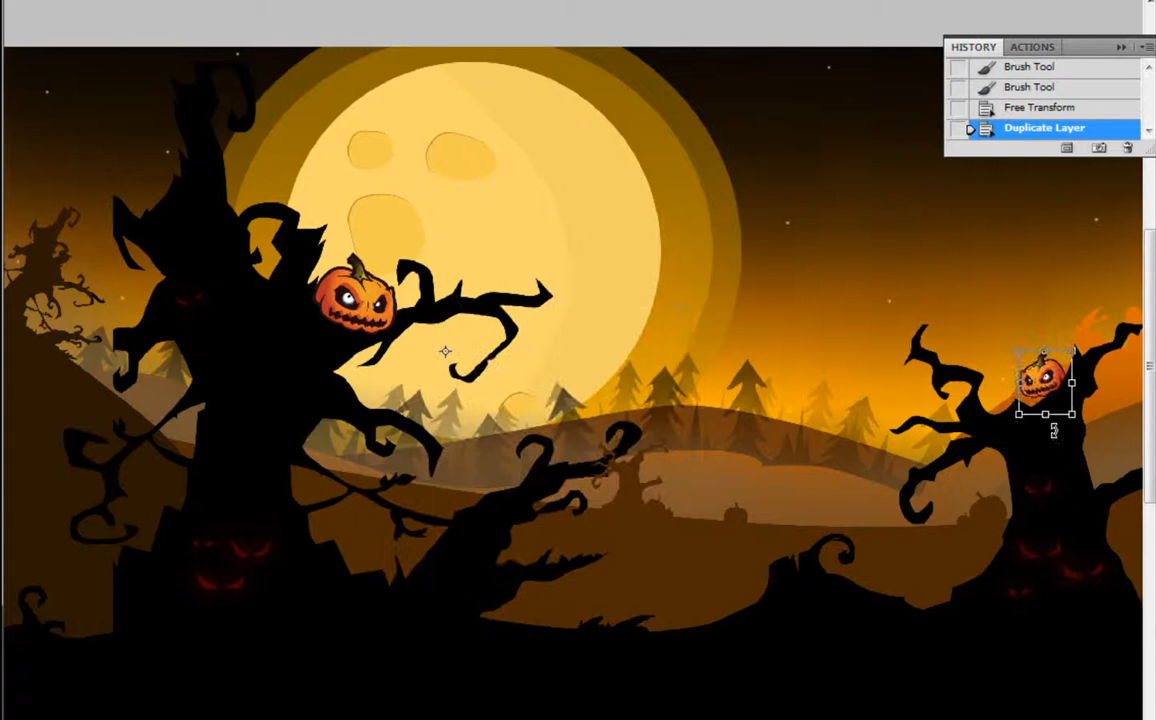 HISTORY ACTIONS
Brush Tool
Brush Tool
Free Transform
Duplicate Layer